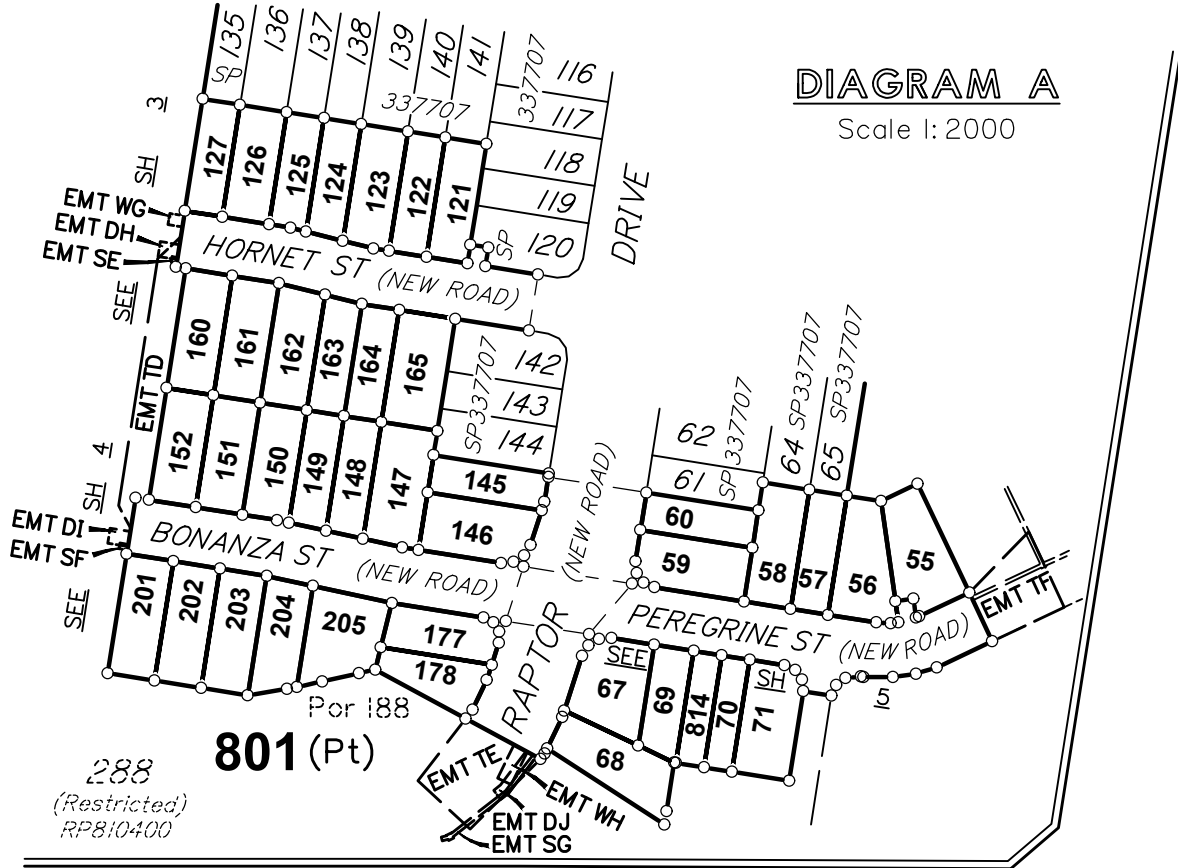 DIAGRAM A
Scale 1:2000
135
136
137
138
139
140
141
SP
337707
116
117
118
119
120
337707
SP
DRIVE
3
SH
SEE
127
126
125
124
123
122
121
EMT WG
EMT DH
EMT SE
HORNET ST (NEW ROAD)
160
161
162
163
164
165
142
143
144
SP337707
EMT TD
152
151
150
149
148
147
145
146
4
SH
SEE
EMT DI
EMT SF
BONANZA ST (NEW ROAD)
(NEW ROAD)
62
61
SP 337707
64 SP337707
65 SP337707
60
59
58
57
56
55
EMT TF
201
202
203
204
205
177
178
RAPTOR
PEREGRINE ST (NEW ROAD)
SEE
SH
5
67
69
814
70
71
68
Por 188
801 (Pt)
288
(Restricted)
RP810400
EMT TE
EMT WH
EMT DJ
EMT SG